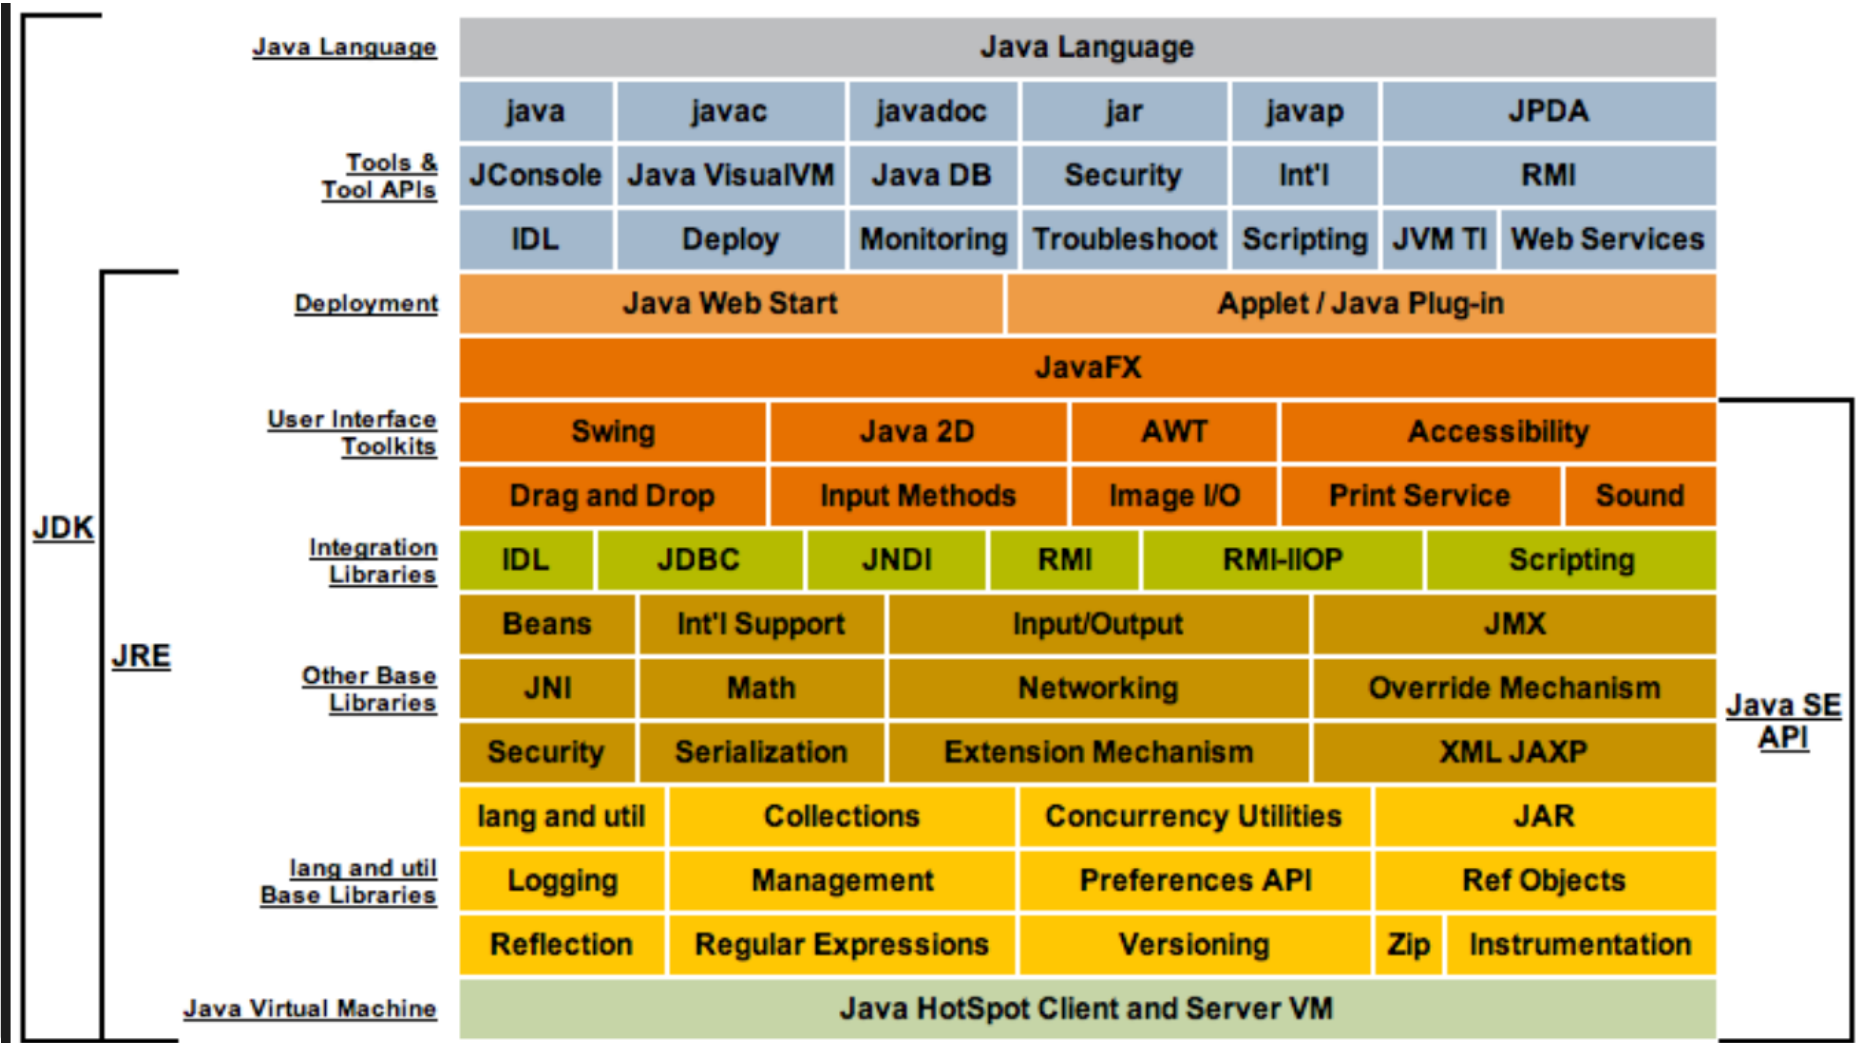 Java Language
Java Language
java javac javadoc jar javap JPDA
Tools &
Tool APIs
JConsole Java VisualVM Java DB Security Int'l RMI
IDL Deploy Monitoring Troubleshoot Scripting JVM TI Web Services
Deployment
Java Web Start Applet / Java Plug-in
JavaFX
User Interface
Toolkits
Swing Java 2D AWT Accessibility
Drag and Drop Input Methods Image I/O Print Service Sound
JDK
Integration
Libraries
IDL JDBC JNDI RMI RMI-IIOP Scripting
Beans Int'l Support Input/Output JMX
JRE
Other Base
Libraries
JNI Math Networking Override Mechanism
Java SE
API
Security Serialization Extension Mechanism XML JAXP
lang and util Collections Concurrency Utilities JAR
lang and util
Base Libraries
Logging Management Preferences API Ref Objects
Reflection Regular Expressions Versioning Zip Instrumentation
Java Virtual Machine
Java HotSpot Client and Server VM